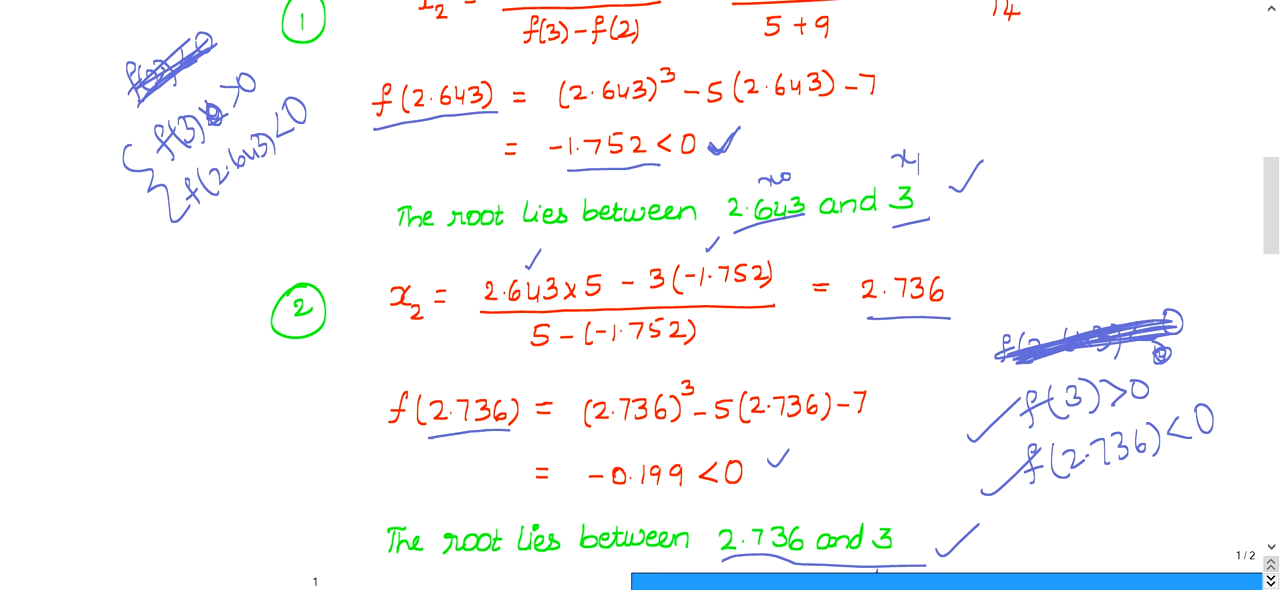 1
x₂ =
f(3)-f(2)
5+9
14
f(2.643) = (2.643)³ - 5(2.643) - 7
= -1.752 < 0 ✓
f(3) > 0
f(2.643) < 0
x₀ x₁
The root lies between 2.643 and 3 ✓
2
x₂ = 2.643×5 - 3(-1.752) = 2.736
5-(-1.752)
f(2.736) = (2.736)³ - 5(2.736) - 7
✓ f(3) > 0
= -0.199 < 0 ✓
✓ f(2.736) < 0
The root lies between 2.736 and 3 ✓
1/2
1